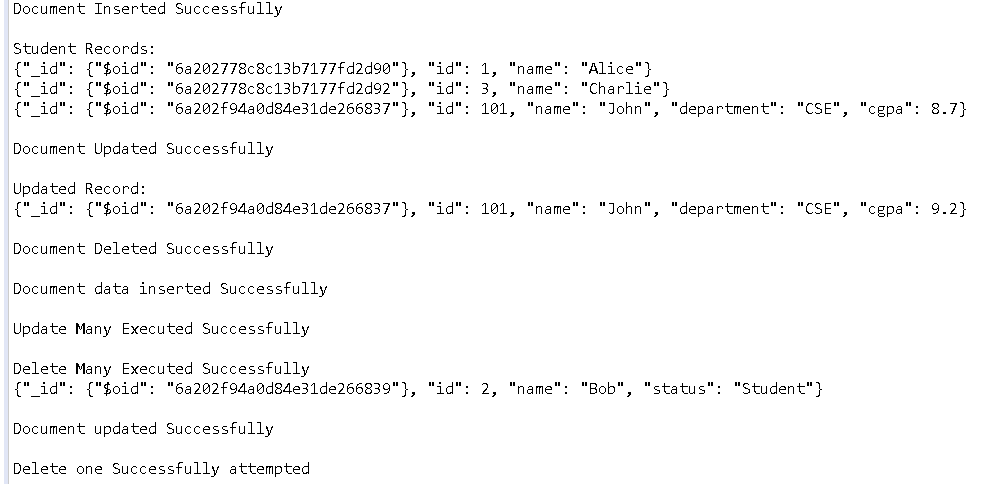 Document Inserted Successfully
Student Records:
{"_id": {"$oid": "6a202778c8c13b7177fd2d90"}, "id": 1, "name": "Alice"}
{"_id": {"$oid": "6a202778c8c13b7177fd2d92"}, "id": 3, "name": "Charlie"}
{"_id": {"$oid": "6a202f94a0d84e31de266837"}, "id": 101, "name": "John", "department": "CSE", "cgpa": 8.7}
Document Updated Successfully
Updated Record:
{"_id": {"$oid": "6a202f94a0d84e31de266837"}, "id": 101, "name": "John", "department": "CSE", "cgpa": 9.2}
Document Deleted Successfully
Document data inserted Successfully
Update Many Executed Successfully
Delete Many Executed Successfully
{"_id": {"$oid": "6a202f94a0d84e31de266839"}, "id": 2, "name": "Bob", "status": "Student"}
Document updated Successfully
Delete one Successfully attempted